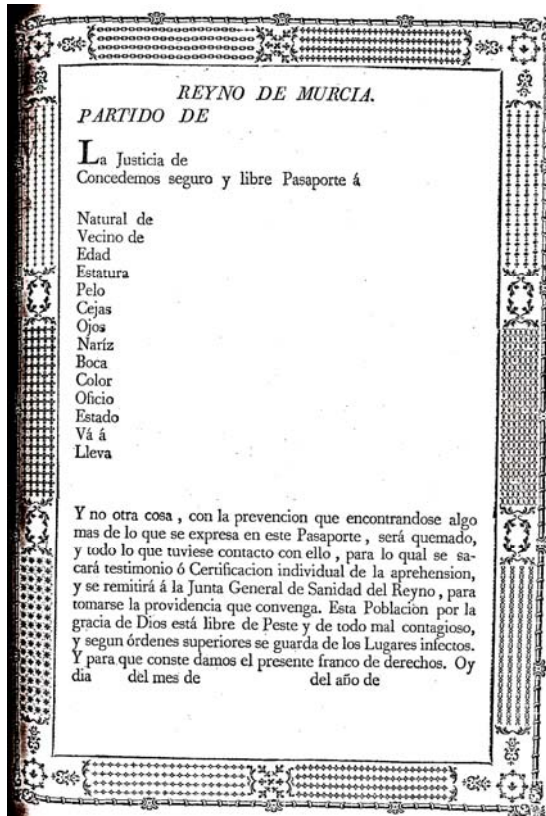 REYNO DE MURCIA.
PARTIDO DE
La Justicia de
Concedemos seguro y libre Pasaporte á
Natural de
Vecino de
Edad
Estatura
Pelo
Cejas
Ojos
Naríz
Boca
Color
Oficio
Estado
Vá á
Lleva
Y no otra cosa , con la prevencion que encontrandose algo
mas de lo que se expresa en este Pasaporte , será quemado,
y todo lo que tuviese contacto con ello , para lo qual se sa-
cará testimonio ó Certificacion individual de la aprehension,
y se remitirá á la Junta General de Sanidad del Reyno , para
tomarse la providencia que convenga. Esta Poblacion por la
gracia de Dios está libre de Peste y de todo mal contagioso,
y segun órdenes superiores se guarda de los Lugares infectos.
Y para que conste damos el presente franco de derechos. Oy
dia del mes de del año de